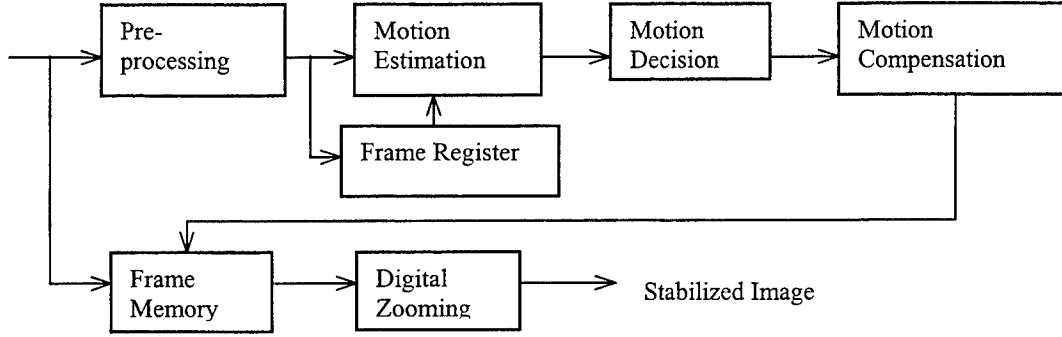 Pre-
processing
Motion
Estimation
Motion
Decision
Motion
Compensation
Frame Register
Frame
Memory
Digital
Zooming
Stabilized Image